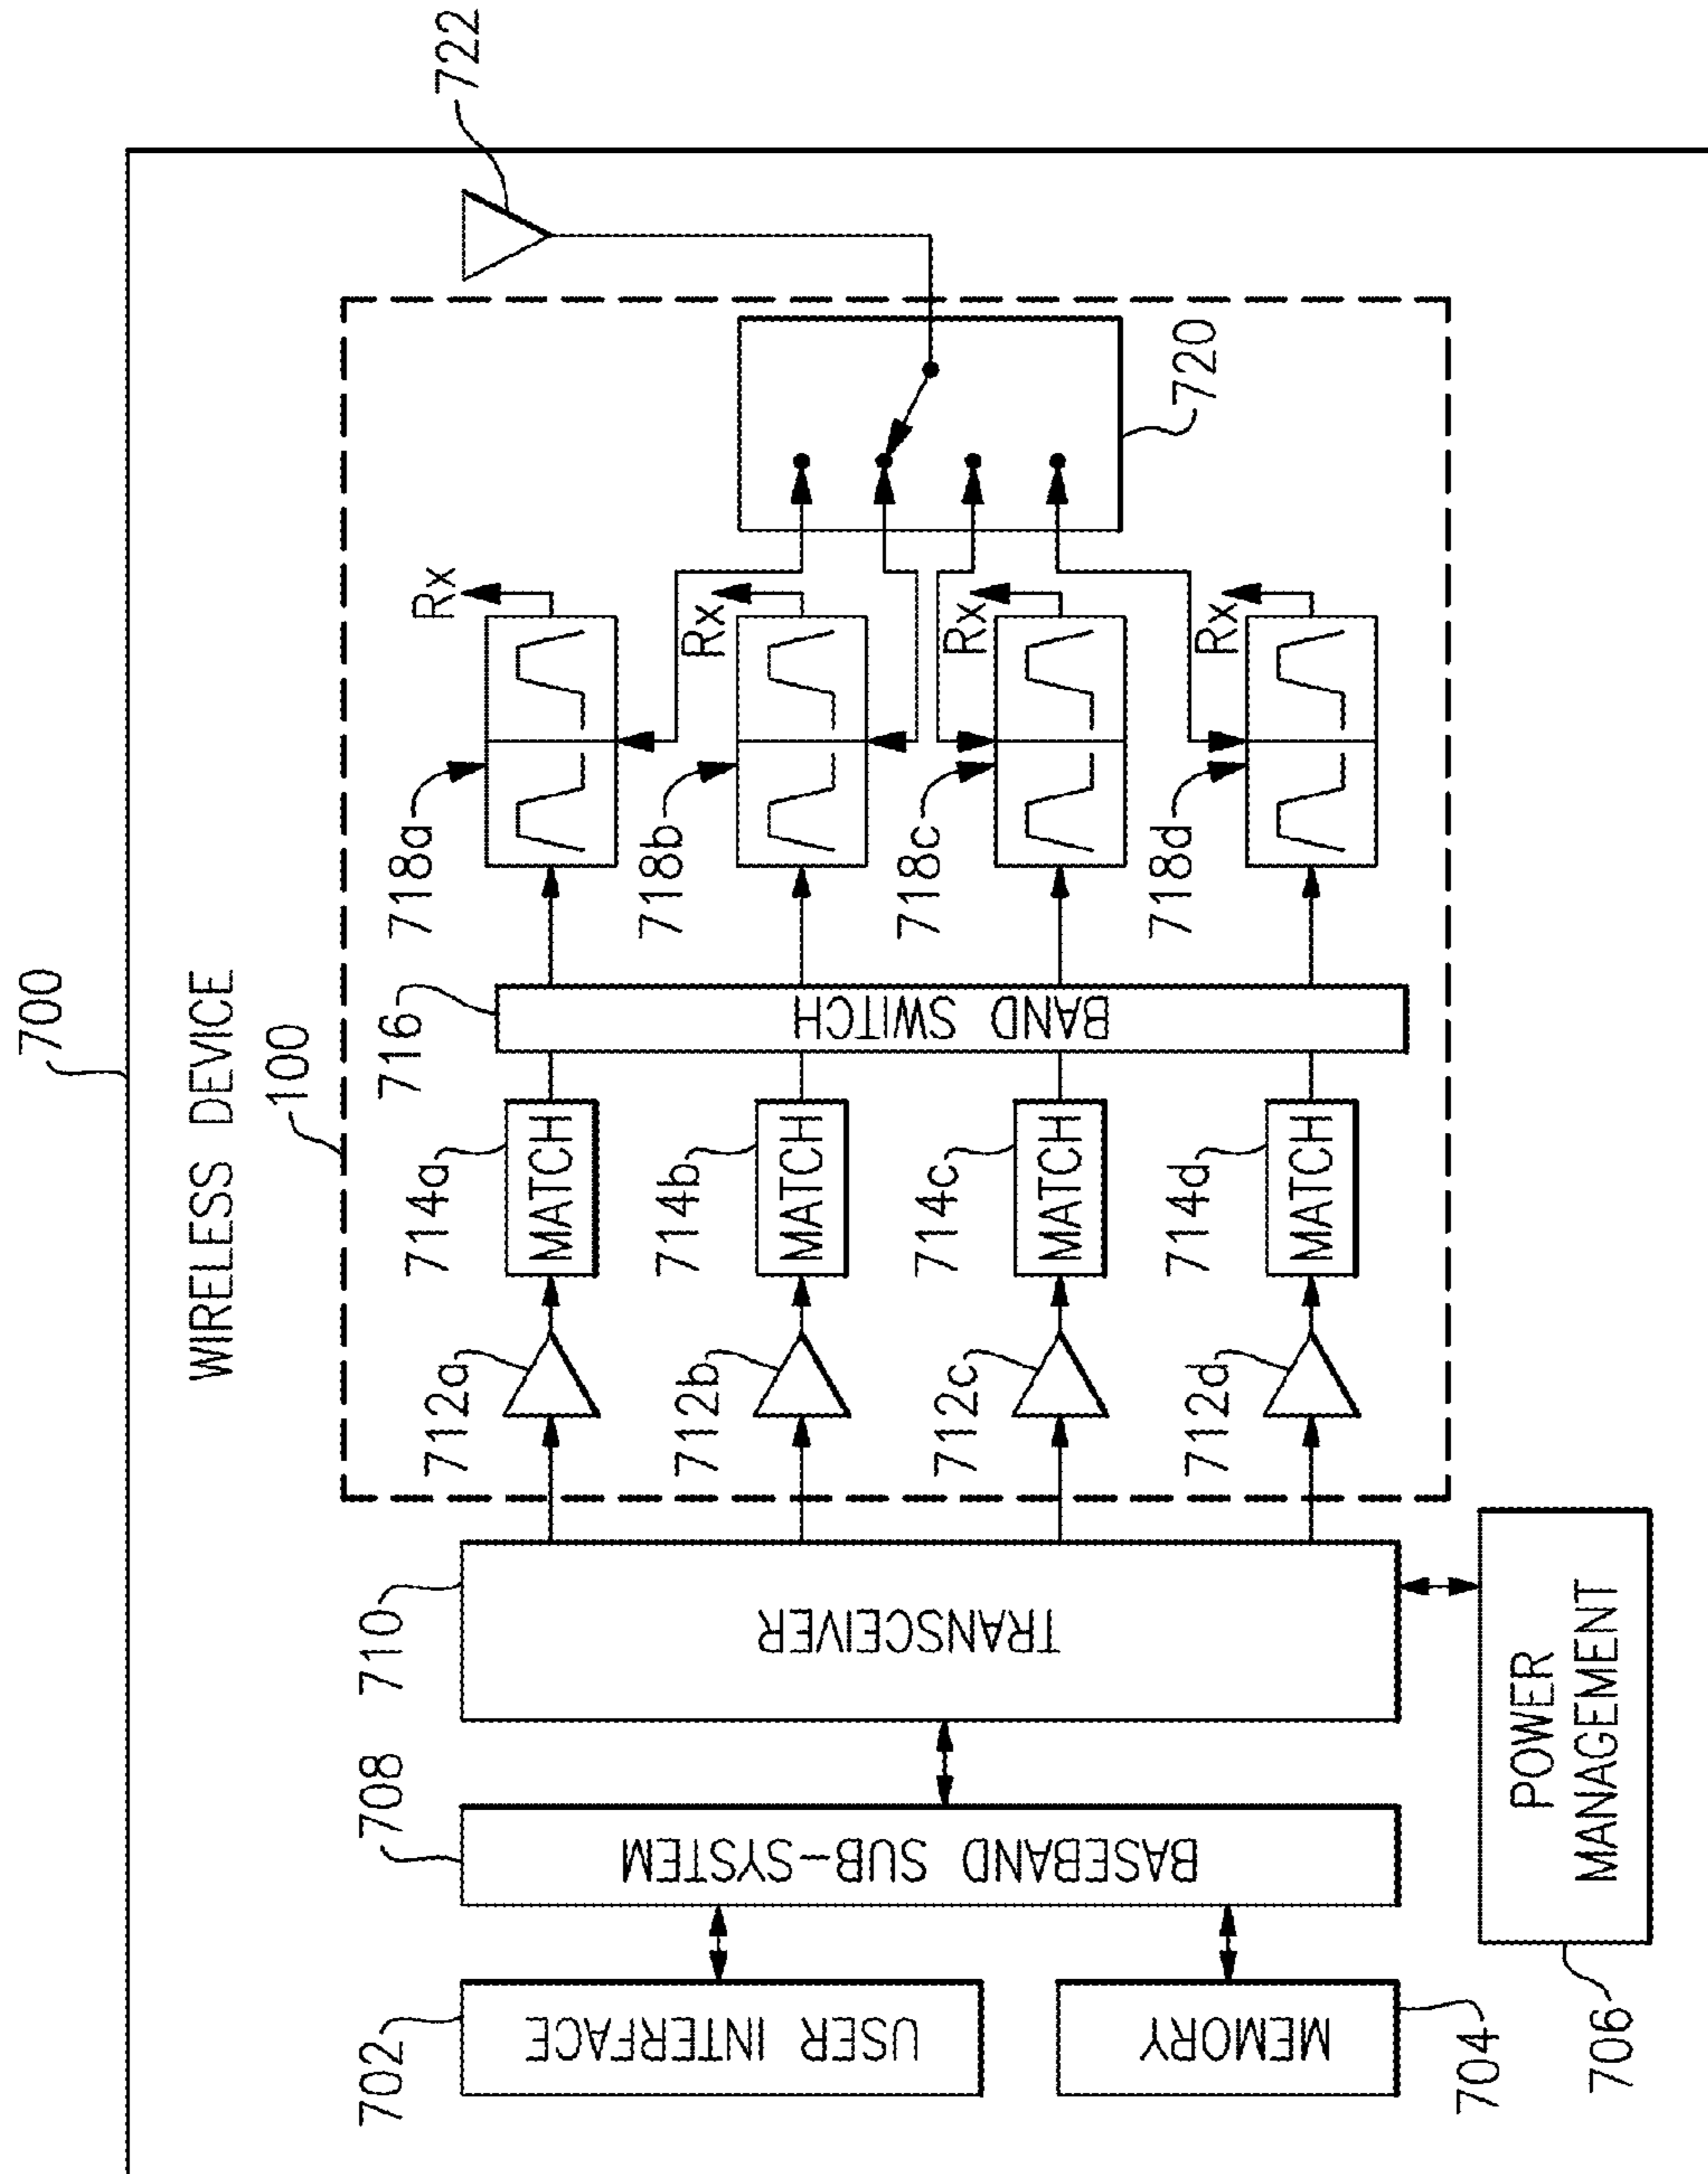 700
WIRELESS DEVICE
100
722
702
USER INTERFACE
704
MEMORY
708
BASEBAND SUB-SYSTEM
710
TRANSCEIVER
706
POWER
MANAGEMENT
712a
714a
MATCH
716
BAND SWITCH
718a
Rx
712b
714b
MATCH
718b
Rx
712c
714c
MATCH
718c
Rx
712d
714d
MATCH
718d
Rx
720